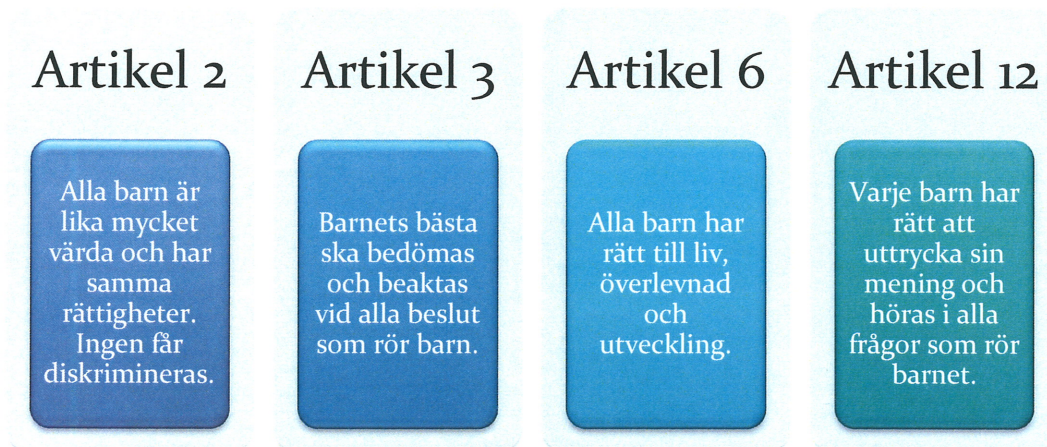 Artikel 2
Alla barn är
lika mycket
värda och har
samma
rättigheter.
Ingen får
diskrimineras.
Artikel 3
Barnets bästa
ska bedömas
och beaktas
vid alla beslut
som rör barn.
Artikel 6
Alla barn har
rätt till liv,
överlevnad
och
utveckling.
Artikel 12
Varje barn har
rätt att
uttrycka sin
mening och
höras i alla
frågor som rör
barnet.